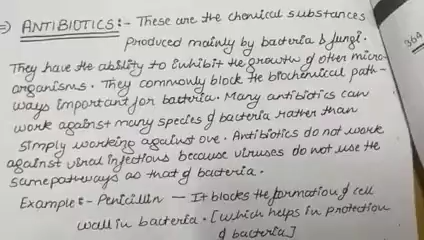 => ANTIBIOTICS :- These are the chemical substances
produced mainly by bacteria & fungi.
They have the ability to inhibit the growth of other micro-
organisms. They commonly block the biochemical path-
ways important for bacteria. Many antibiotics can
work against many species of bacteria rather than
simply working against one. Antibiotics do not work
against viral infections because viruses do not use the
same pathways as that of bacteria.
Example :- Penicillin — It blocks the formation of cell
wall in bacteria. [which helps in protection
of bacteria]
364